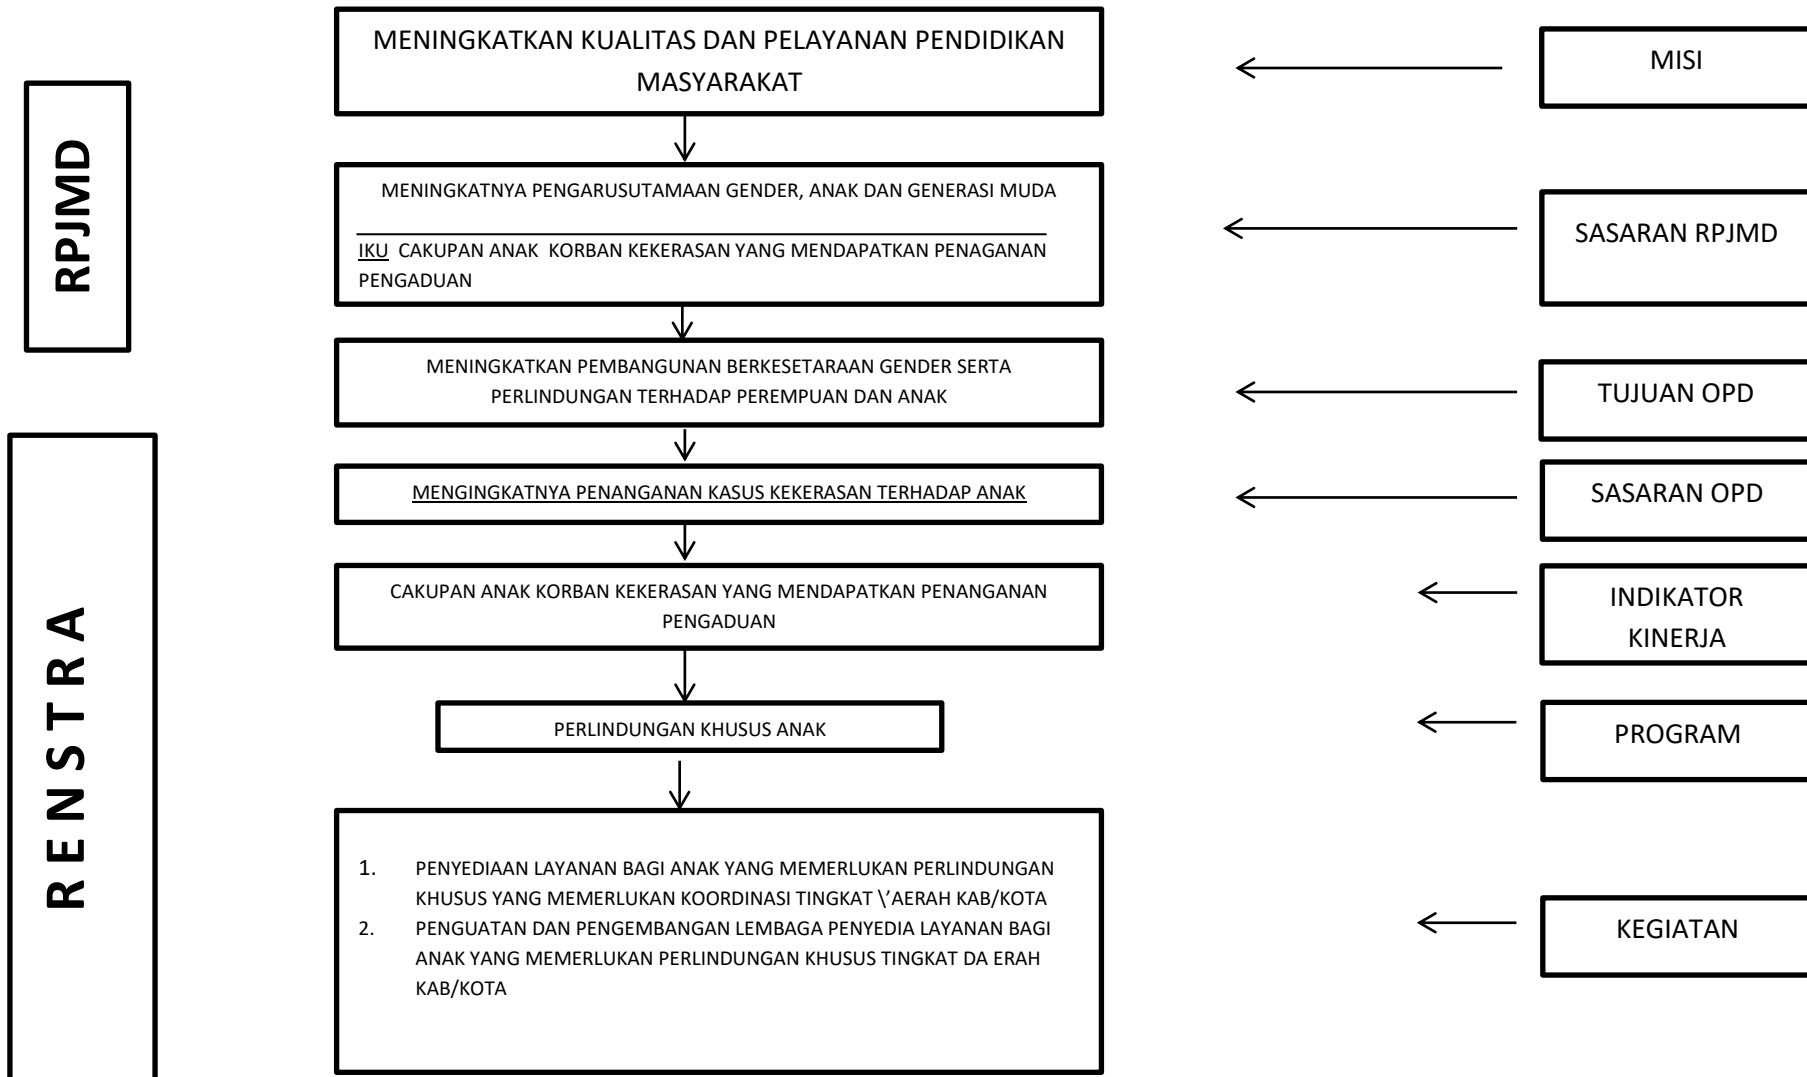 MENINGKATKAN KUALITAS DAN PELAYANAN PENDIDIKAN
MASYARAKAT
MISI
RPJMD
MENINGKATNYA PENGARUSUTAMAAN GENDER, ANAK DAN GENERASI MUDA
IKU CAKUPAN ANAK KORBAN KEKERASAN YANG MENDAPATKAN PENAGANAN
PENGADUAN
SASARAN RPJMD
MENINGKATKAN PEMBANGUNAN BERKESETARAAN GENDER SERTA
PERLINDUNGAN TERHADAP PEREMPUAN DAN ANAK
TUJUAN OPD
RENSTRA
MENGINGKATNYA PENANGANAN KASUS KEKERASAN TERHADAP ANAK
SASARAN OPD
CAKUPAN ANAK KORBAN KEKERASAN YANG MENDAPATKAN PENANGANAN
PENGADUAN
INDIKATOR
KINERJA
PERLINDUNGAN KHUSUS ANAK
PROGRAM
1. PENYEDIAAN LAYANAN BAGI ANAK YANG MEMERLUKAN PERLINDUNGAN
KHUSUS YANG MEMERLUKAN KOORDINASI TINGKAT \'AERAH KAB/KOTA
2. PENGUATAN DAN PENGEMBANGAN LEMBAGA PENYEDIA LAYANAN BAGI
ANAK YANG MEMERLUKAN PERLINDUNGAN KHUSUS TINGKAT DA ERAH
KAB/KOTA
KEGIATAN